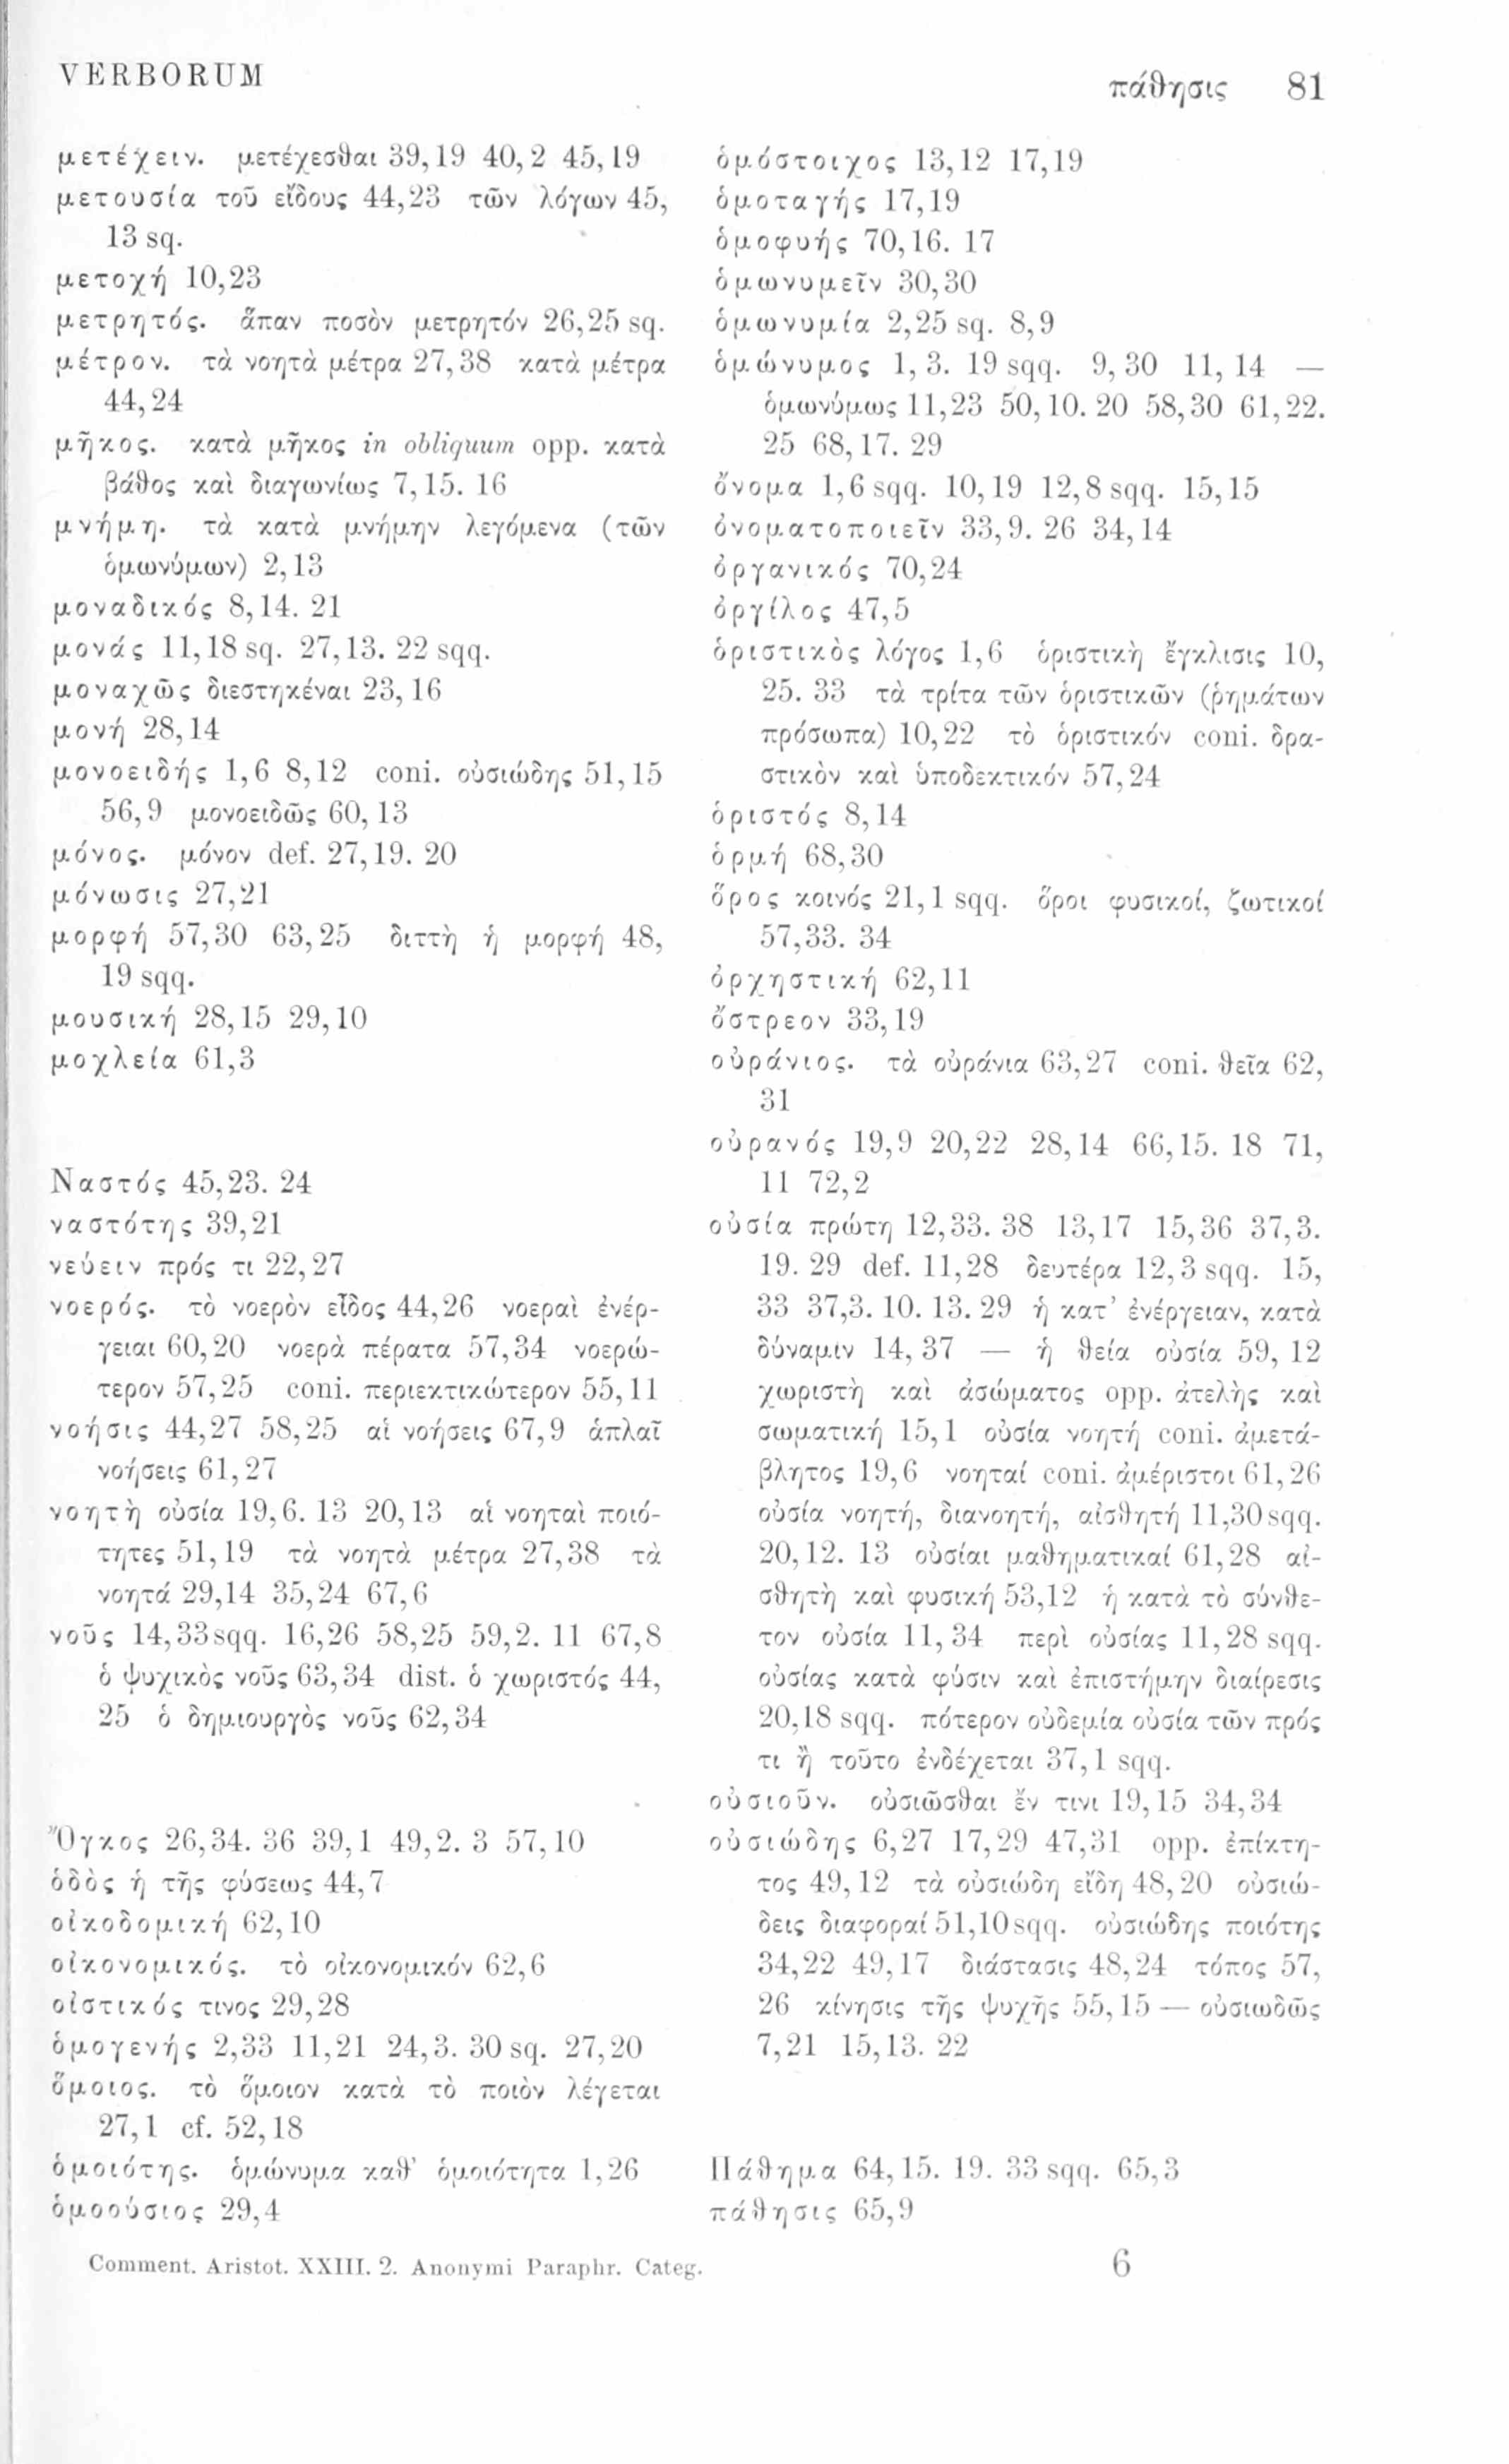 VERBORUM
πάθησις 81
μετέχειν. μετέχεσθαι 39,19 40,2 45,19
μετουσία τοῦ εἴδους 44,23 τῶν λόγων 45,
13 sq.
μετοχή 10,23
μετρητός. ἅπαν ποσὸν μετρητόν 26,25 sq.
μέτρον. τὰ νοητὰ μέτρα 27,38 κατὰ μέτρα
44,24
μῆκος. κατὰ μῆκος in obliquum opp. κατὰ
βάθος καὶ διαγωνίως 7,15. 16
μνήμη. τὰ κατὰ μνήμην λεγόμενα (τῶν
ὁμωνύμων) 2,13
μοναδικός 8,14. 21
μονάς 11,18 sq. 27,13. 22 sqq.
μοναχῶς διεστηκέναι 23,16
μονή 28,14
μονοειδής 1,6 8,12 coni. οὐσιώδης 51,15
56,9 μονοειδῶς 60,13
μόνος. μόνον def. 27,19. 20
μόνωσις 27,21
μορφή 57,30 63,25 διττὴ ἡ μορφή 48,
19 sqq.
μουσική 28,15 29,10
μοχλεία 61,3
Ναστός 45,23. 24
ναστότης 39,21
νεύειν πρός τι 22,27
νοερός. τὸ νοερὸν εἶδος 44,26 νοεραὶ ἐνέρ-
γειαι 60,20 νοερὰ πέρατα 57,34 νοερώ-
τερον 57,25 coni. περιεκτικώτερον 55,11
νοήσις 44,27 58,25 αἱ νοήσεις 67,9 ἁπλαῖ
νοήσεις 61,27
νοητὴ οὐσία 19,6. 13 20,13 αἱ νοηταὶ ποιό-
τητες 51,19 τὰ νοητὰ μέτρα 27,38 τὰ
νοητά 29,14 35,24 67,6
νοῦς 14,33 sqq. 16,26 58,25 59,2. 11 67,8
ὁ ψυχικὸς νοῦς 63,34 dist. ὁ χωριστός 44,
25 ὁ δημιουργὸς νοῦς 62,34
Ὄγκος 26,34. 36 39,1 49,2. 3 57,10
ὁδὸς ἡ τῆς φύσεως 44,7
οἰκοδομική 62,10
οἰκονομικός. τὸ οἰκονομικόν 62,6
οἰστικός τινος 29,28
ὁμογενής 2,33 11,21 24,3. 30 sq. 27,20
ὅμοιος. τὸ ὅμοιον κατὰ τὸ ποιὸν λέγεται
27,1 cf. 52,18
ὁμοιότης. ὁμώνυμα καθ’ ὁμοιότητα 1,26
ὁμοούσιος 29,4
ὁμόστοιχος 13,12 17,19
ὁμοταγής 17,19
ὁμοφυής 70,16. 17
ὁμωνυμεῖν 30,30
ὁμωνυμία 2,25 sq. 8,9
ὁμώνυμος 1,3. 19 sqq. 9,30 11,14 —
ὁμωνύμως 11,23 50,10. 20 58,30 61,22.
25 68,17. 29
ὄνομα 1,6 sqq. 10,19 12,8 sqq. 15,15
ὀνοματοποιεῖν 33,9. 26 34,14
ὀργανικός 70,24
ὀργίλος 47,5
ὁριστικὸς λόγος 1,6 ὁριστικὴ ἔγκλισις 10,
25. 33 τὰ τρίτα τῶν ὁριστικῶν (ῥημάτων
πρόσωπα) 10,22 τὸ ὁριστικόν coni. δρα-
στικὸν καὶ ὑποδεκτικόν 57,24
ὁριστός 8,14
ὁρμή 68,30
ὅρος κοινός 21,1 sqq. ὅροι φυσικοί, ζωτικοί
57,33. 34
ὀρχηστική 62,11
ὄστρεον 33,19
οὐράνιος. τὰ οὐράνια 63,27 coni. θεῖα 62,
31
οὐρανός 19,9 20,22 28,14 66,15. 18 71,
11 72,2
οὐσία πρώτη 12,33. 38 13,17 15,36 37,3.
19. 29 def. 11,28 δευτέρα 12,3 sqq. 15,
33 37,3. 10. 13. 29 ἡ κατ’ ἐνέργειαν, κατὰ
δύναμιν 14,37 — ἡ θεία οὐσία 59,12
χωριστὴ καὶ ἀσώματος opp. ἀτελὴς καὶ
σωματική 15,1 οὐσία νοητή coni. ἀμετά-
βλητος 19,6 νοηταί coni. ἀμέριστοι 61,26
οὐσία νοητή, διανοητή, αἰσθητή 11,30 sqq.
20,12. 13 οὐσίαι μαθηματικαί 61,28 αἰ-
σθητὴ καὶ φυσική 53,12 ἡ κατὰ τὸ σύνθε-
τον οὐσία 11,34 περὶ οὐσίας 11,28 sqq.
οὐσίας κατὰ φύσιν καὶ ἐπιστήμην διαίρεσις
20,18 sqq. πότερον οὐδεμία οὐσία τῶν πρός
τι ἢ τοῦτο ἐνδέχεται 37,1 sqq.
οὐσιοῦν. οὐσιῶσθαι ἔν τινι 19,15 34,34
οὐσιώδης 6,27 17,29 47,31 opp. ἐπίκτη-
τος 49,12 τὰ οὐσιώδη εἴδη 48,20 οὐσιώ-
δεις διαφοραί 51,10 sqq. οὐσιώδης ποιότης
34,22 49,17 διάστασις 48,24 τόπος 57,
26 κίνησις τῆς ψυχῆς 55,15 — οὐσιωδῶς
7,21 15,13. 22
Πάθημα 64,15. 19. 33 sqq. 65,3
πάθησις 65,9
Comment. Aristot. XXIII. 2. Anonymi Paraphr. Categ.
6